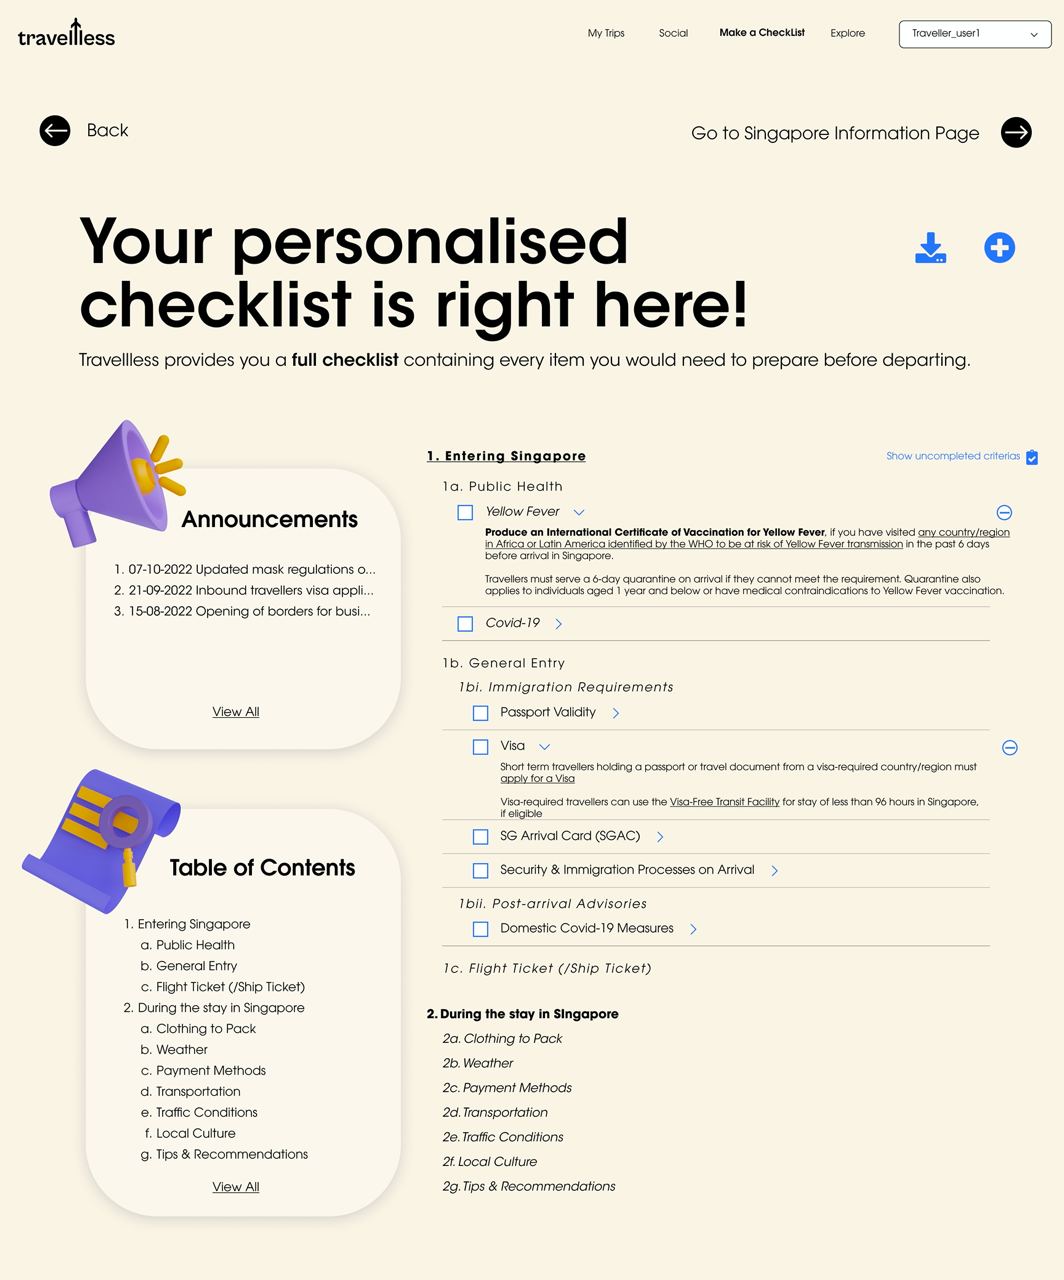 travellless
My Trips
Social
Make a CheckList
Explore
Traveller_user1
Back
Go to Singapore Information Page
Your personalised
checklist is right here!
Travellless provides you a full checklist containing every item you would need to prepare before departing.
Announcements
1. 07-10-2022 Updated mask regulations o...
2. 21-09-2022 Inbound travellers visa appli...
3. 15-08-2022 Opening of borders for busi...
View All
Table of Contents
1. Entering Singapore
a. Public Health
b. General Entry
c. Flight Ticket (/Ship Ticket)
2. During the stay in Singapore
a. Clothing to Pack
b. Weather
c. Payment Methods
d. Transportation
e. Traffic Conditions
f. Local Culture
g. Tips & Recommendations
View All
1. Entering Singapore
Show uncompleted criterias
1a. Public Health
Yellow Fever
Produce an International Certificate of Vaccination for Yellow Fever, if you have visited any country/region
in Africa or Latin America identified by the WHO to be at risk of Yellow Fever transmission in the past 6 days
before arrival in Singapore.
Travellers must serve a 6-day quarantine on arrival if they cannot meet the requirement. Quarantine also
applies to individuals aged 1 year and below or have medical contraindications to Yellow Fever vaccination.
Covid-19
1b. General Entry
1bi. Immigration Requirements
Passport Validity
Visa
Short term travellers holding a passport or travel document from a visa-required country/region must
apply for a Visa
Visa-required travellers can use the Visa-Free Transit Facility for stay of less than 96 hours in Singapore,
if eligible
SG Arrival Card (SGAC)
Security & Immigration Processes on Arrival
1bii. Post-arrival Advisories
Domestic Covid-19 Measures
1c. Flight Ticket (/Ship Ticket)
2. During the stay in SIngapore
2a. Clothing to Pack
2b. Weather
2c. Payment Methods
2d. Transportation
2e. Traffic Conditions
2f. Local Culture
2g. Tips & Recommendations